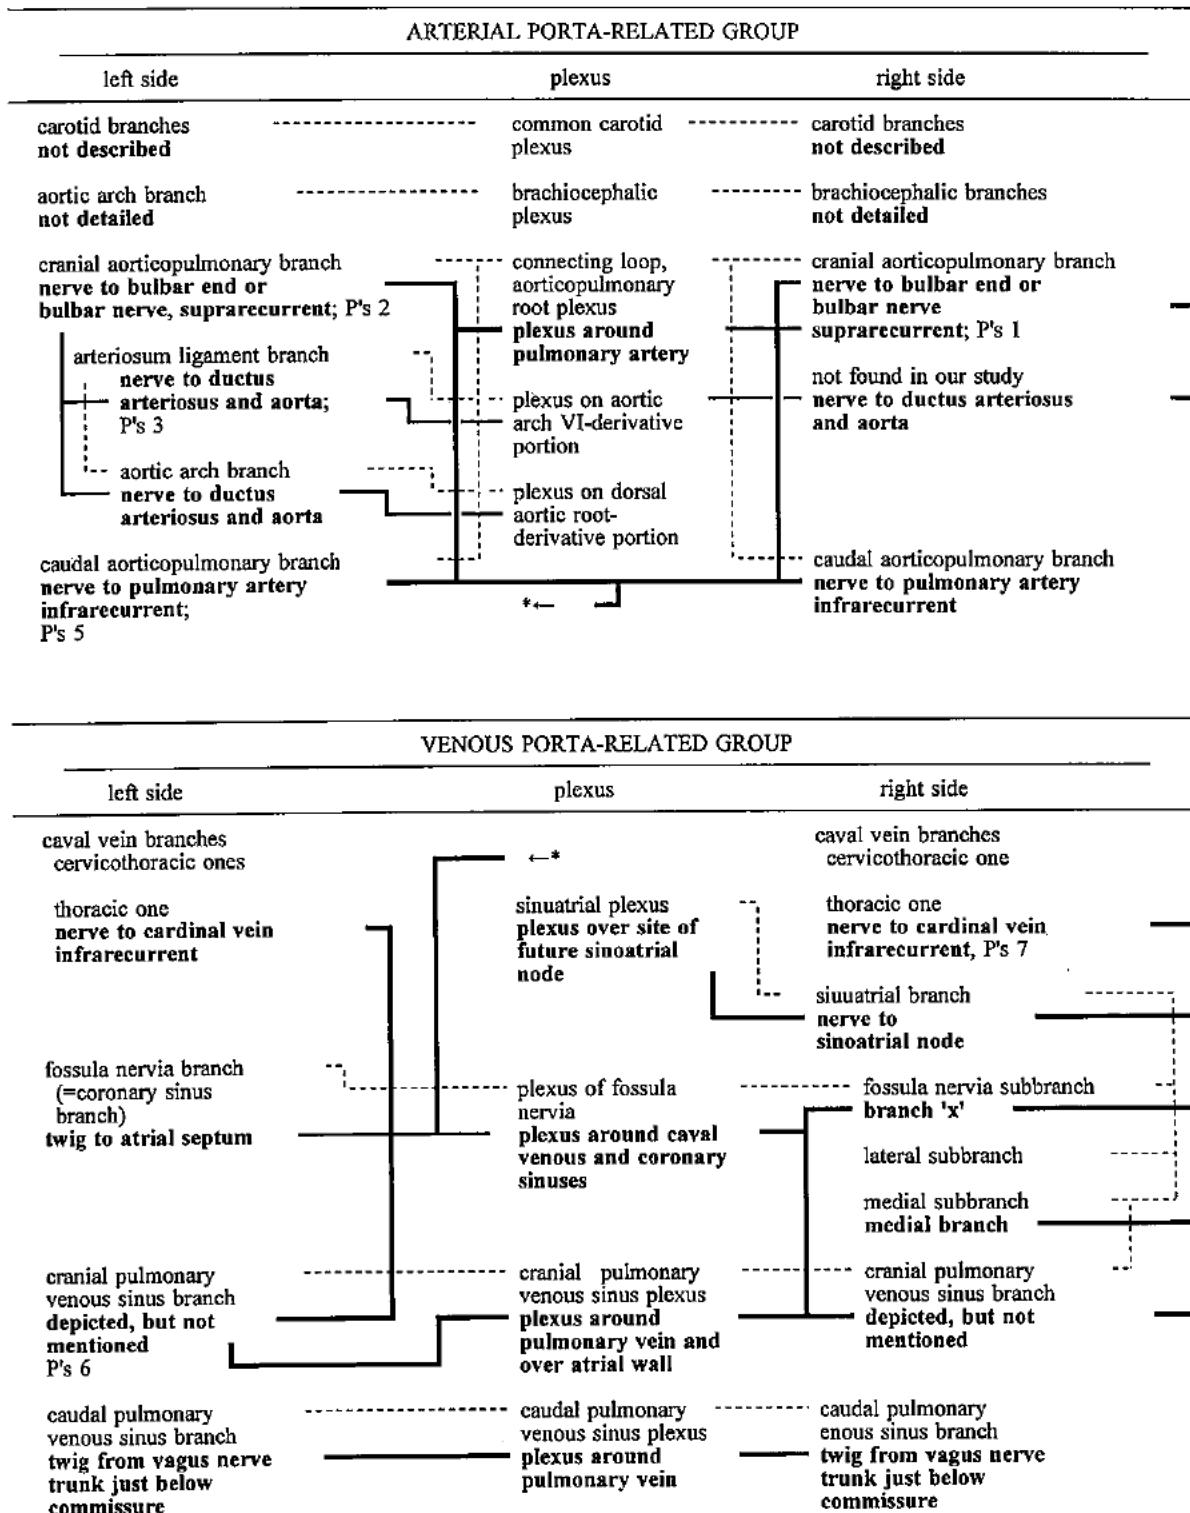 ARTERIAL PORTA-RELATED GROUP
left side plexus right side
carotid branches
not described
common carotid
plexus
carotid branches
not described
aortic arch branch
not detailed
brachiocephalic
plexus
brachiocephalic branches
not detailed
cranial aorticopulmonary branch
nerve to bulbar end or
bulbar nerve, suprarecurrent; P's 2
connecting loop,
aorticopulmonary
root plexus
plexus around
pulmonary artery
cranial aorticopulmonary branch
nerve to bulbar end or
bulbar nerve
suprarecurrent; P's 1
arteriosum ligament branch
nerve to ductus
arteriosus and aorta;
P's 3
plexus on aortic
arch VI-derivative
portion
not found in our study
nerve to ductus arteriosus
and aorta
aortic arch branch
nerve to ductus
arteriosus and aorta
plexus on dorsal
aortic root-
derivative portion
caudal aorticopulmonary branch
nerve to pulmonary artery
infrarecurrent;
P's 5
*←
caudal aorticopulmonary branch
nerve to pulmonary artery
infrarecurrent
VENOUS PORTA-RELATED GROUP
left side plexus right side
caval vein branches
cervicothoracic ones
←*
caval vein branches
cervicothoracic one
thoracic one
nerve to cardinal vein
infrarecurrent
sinuatrial plexus
plexus over site of
future sinoatrial
node
thoracic one
nerve to cardinal vein
infrarecurrent, P's 7
siuuatrial branch
nerve to
sinoatrial node
fossula nervia branch
(=coronary sinus
branch)
twig to atrial septum
plexus of fossula
nervia
plexus around caval
venous and coronary
sinuses
fossula nervia subbranch
branch 'x'
lateral subbranch
medial subbranch
medial branch
cranial pulmonary
venous sinus branch
depicted, but not
mentioned
P's 6
cranial pulmonary
venous sinus plexus
plexus around
pulmonary vein and
over atrial wall
cranial pulmonary
venous sinus branch
depicted, but not
mentioned
caudal pulmonary
venous sinus branch
twig from vagus nerve
trunk just below
commissure
caudal pulmonary
venous sinus plexus
plexus around
pulmonary vein
caudal pulmonary
enous sinus branch
twig from vagus nerve
trunk just below
commissure